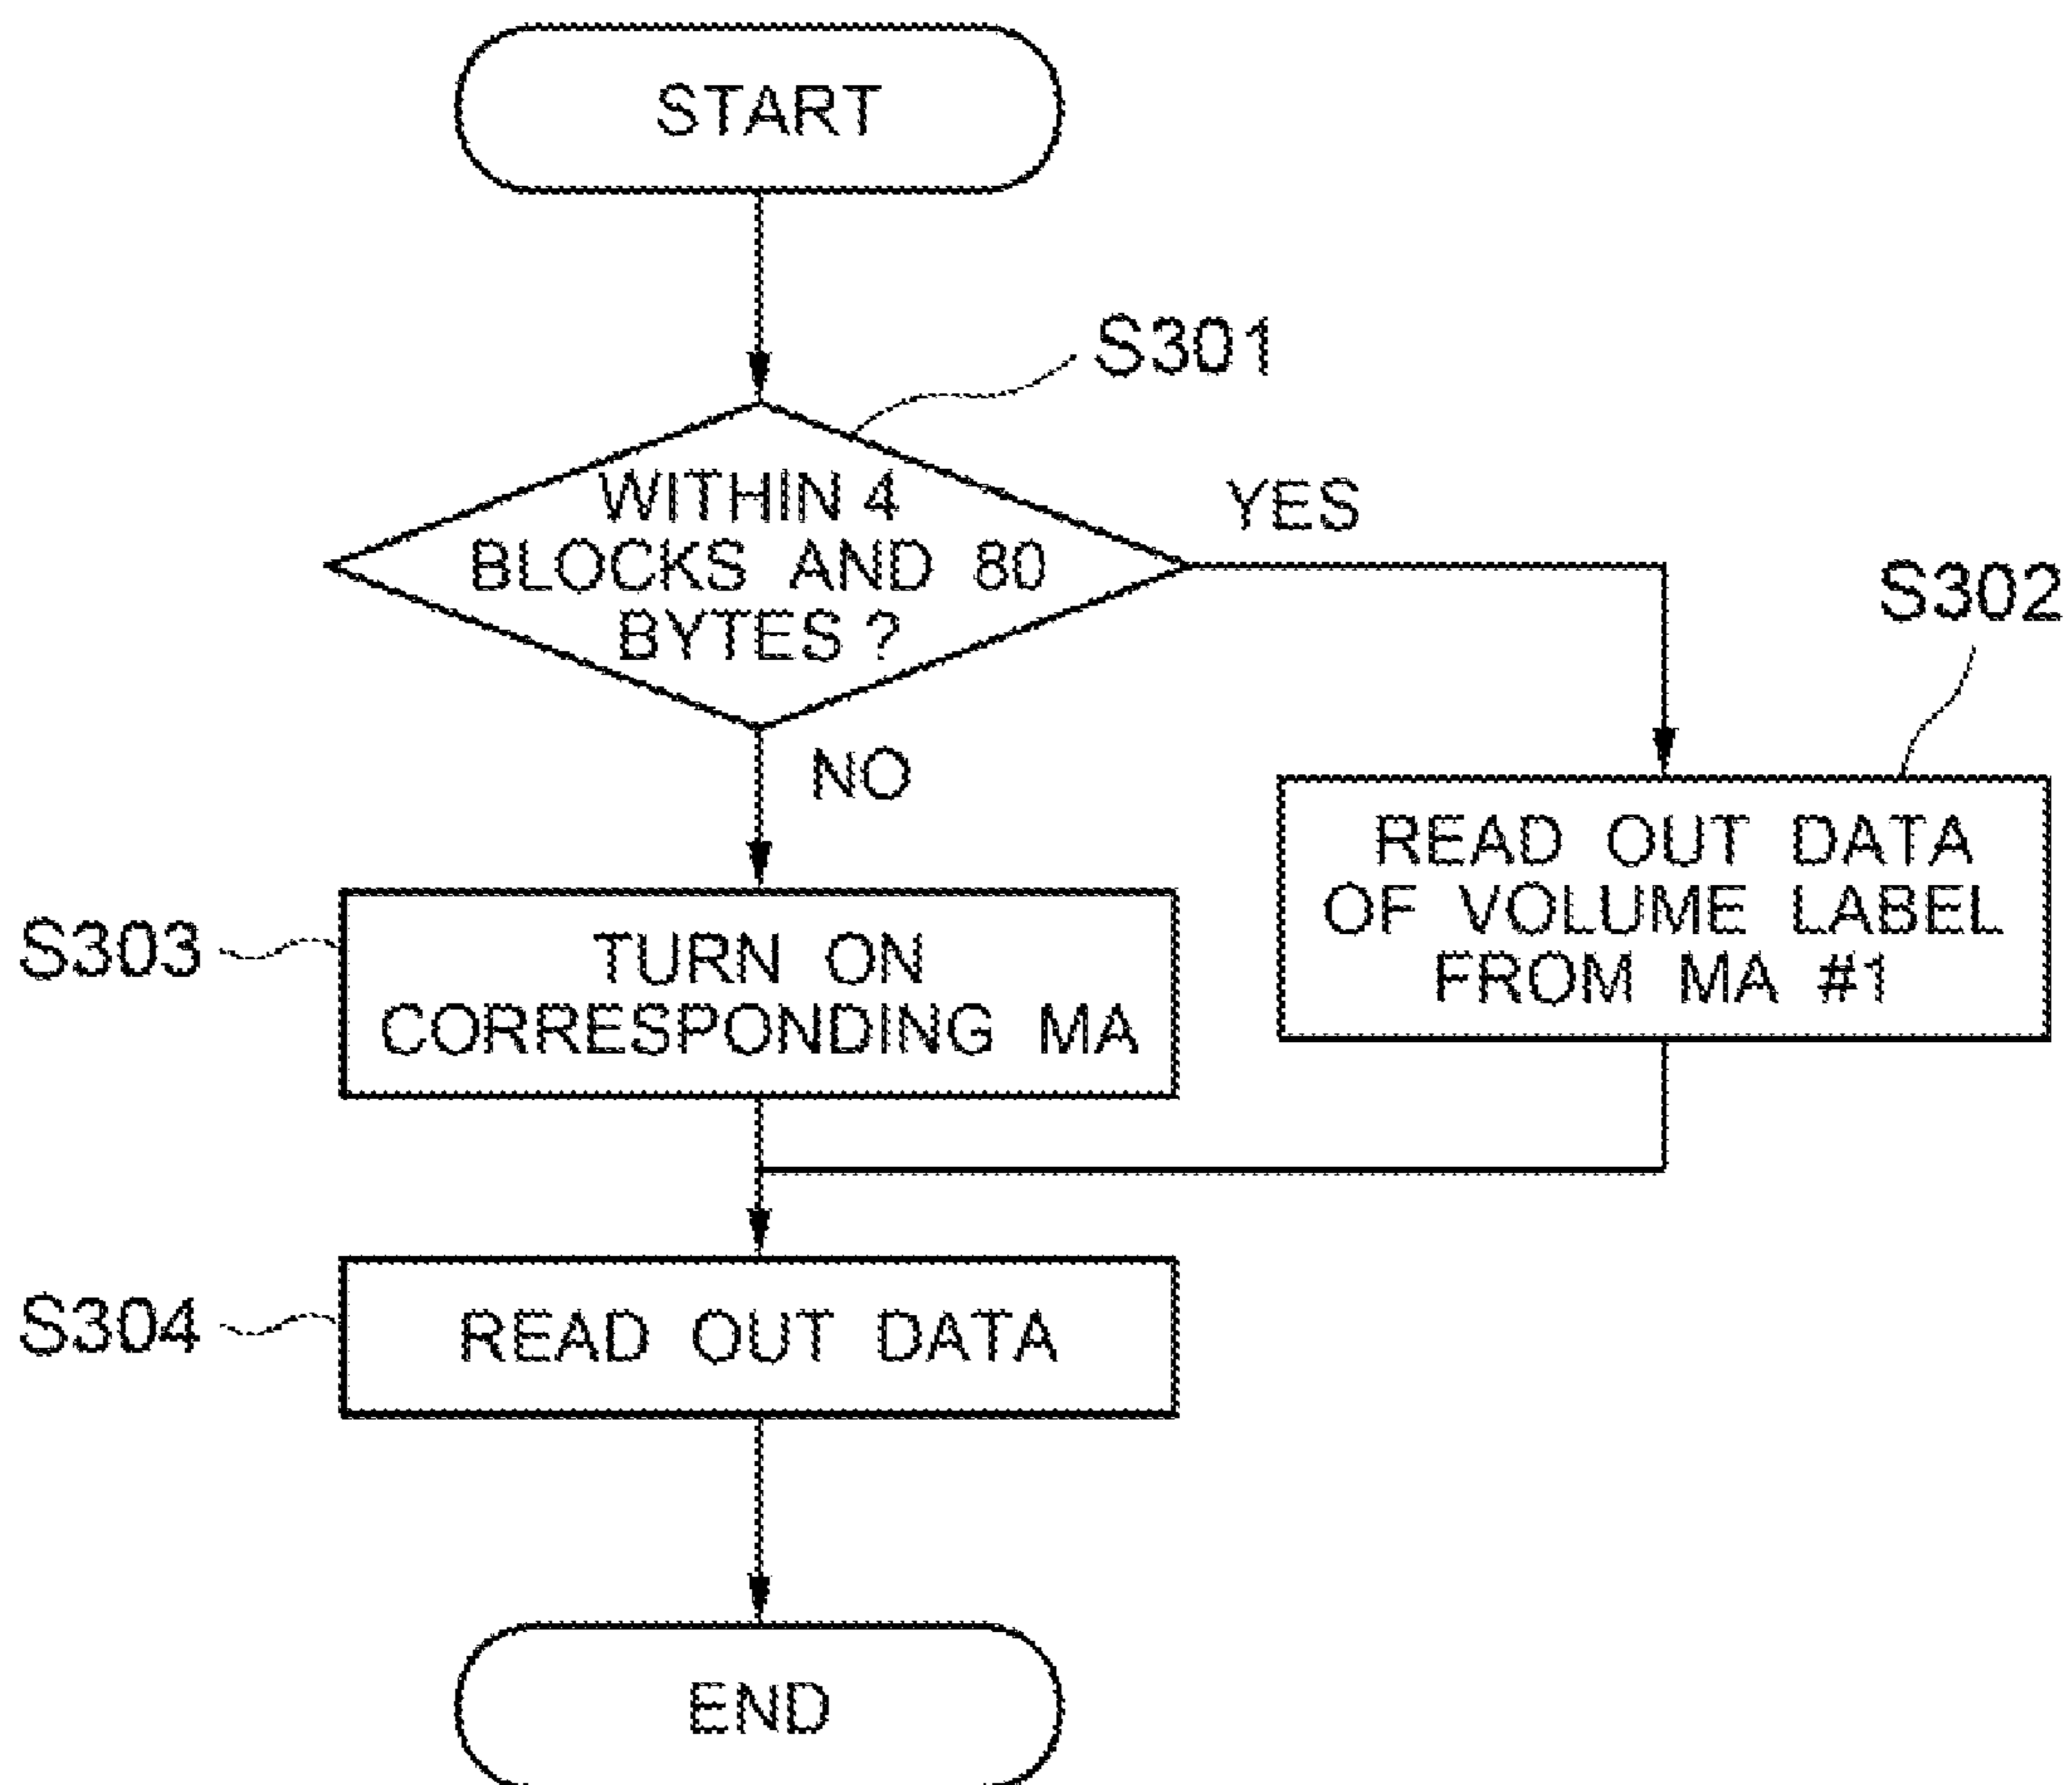 START
S301
WITHIN 4
BLOCKS AND 80
BYTES ?
YES
S302
NO
READ OUT DATA
OF VOLUME LABEL
FROM MA #1
S303
TURN ON
CORRESPONDING MA
S304
READ OUT DATA
END